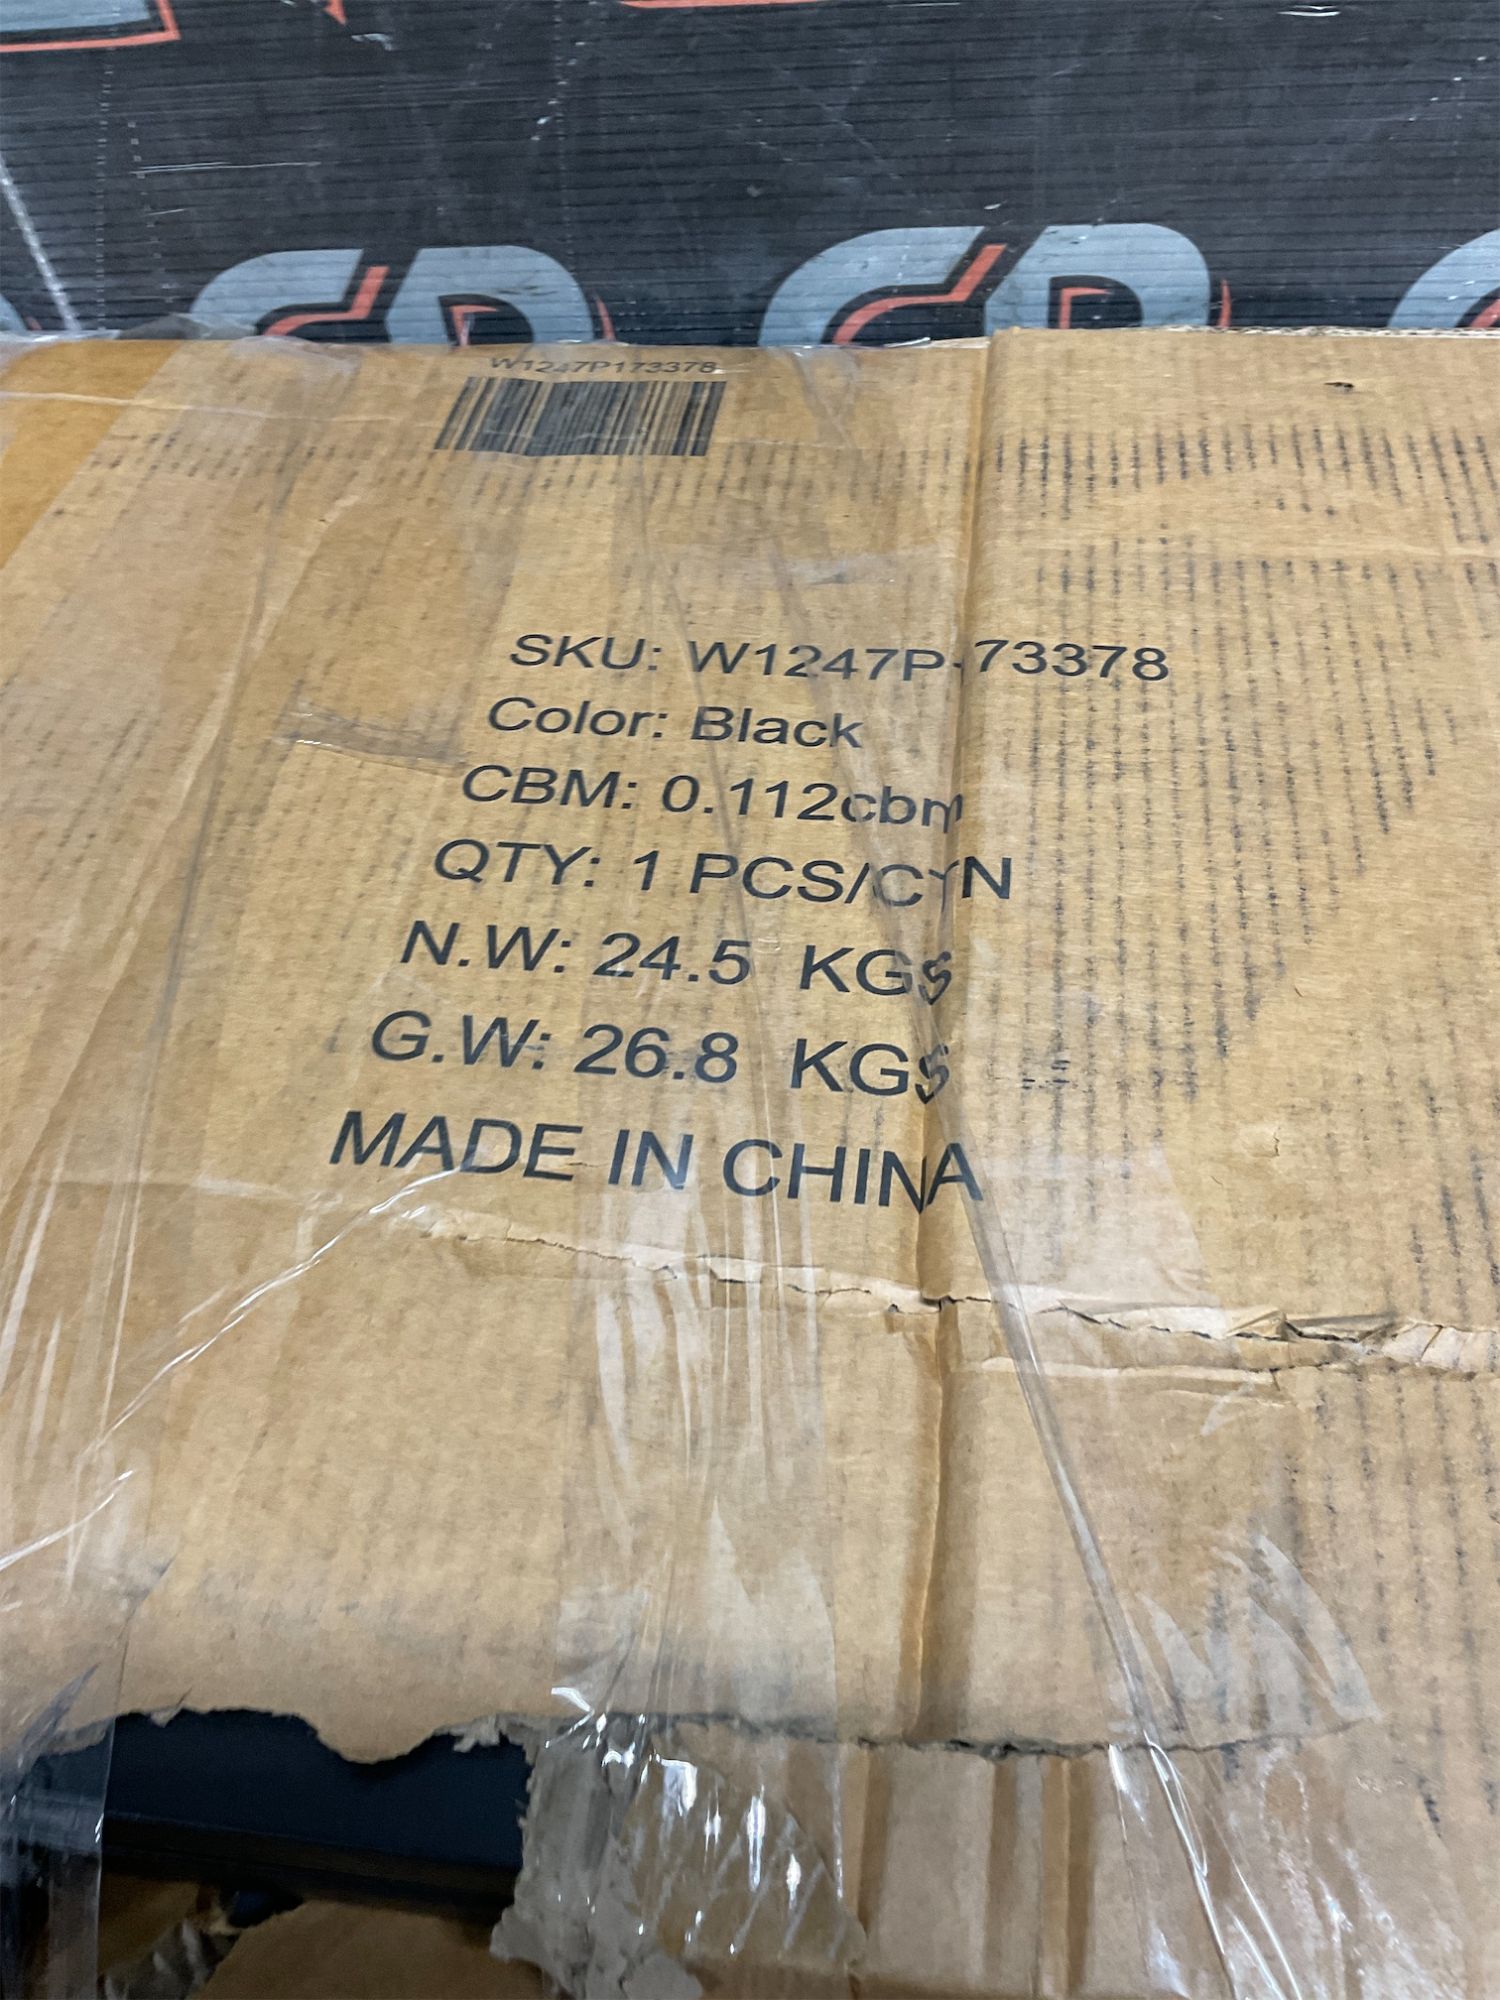 W1247P173378
SKU: W1247P173378
Color: Black
CBM: 0.112cbm
QTY: 1 PCS/CTN
N.W: 24.5 KGS
G.W: 26.8 KGS
MADE IN CHINA